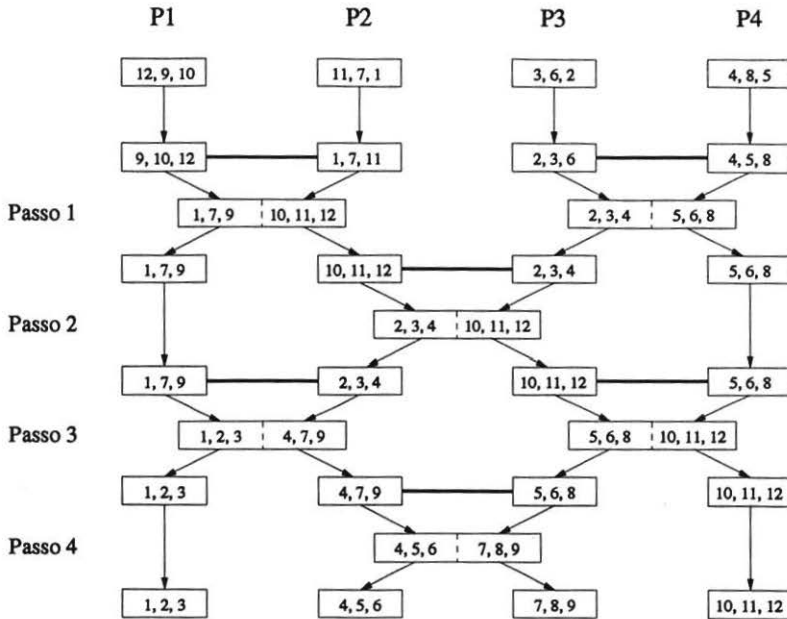 P1 P2 P3 P4
12, 9, 10 11, 7, 1 3, 6, 2 4, 8, 5
9, 10, 12 1, 7, 11 2, 3, 6 4, 5, 8
Passo 1 1, 7, 9 10, 11, 12 2, 3, 4 5, 6, 8
1, 7, 9 10, 11, 12 2, 3, 4 5, 6, 8
Passo 2 2, 3, 4 10, 11, 12
1, 7, 9 2, 3, 4 10, 11, 12 5, 6, 8
Passo 3 1, 2, 3 4, 7, 9 5, 6, 8 10, 11, 12
1, 2, 3 4, 7, 9 5, 6, 8 10, 11, 12
Passo 4 4, 5, 6 7, 8, 9
1, 2, 3 4, 5, 6 7, 8, 9 10, 11, 12